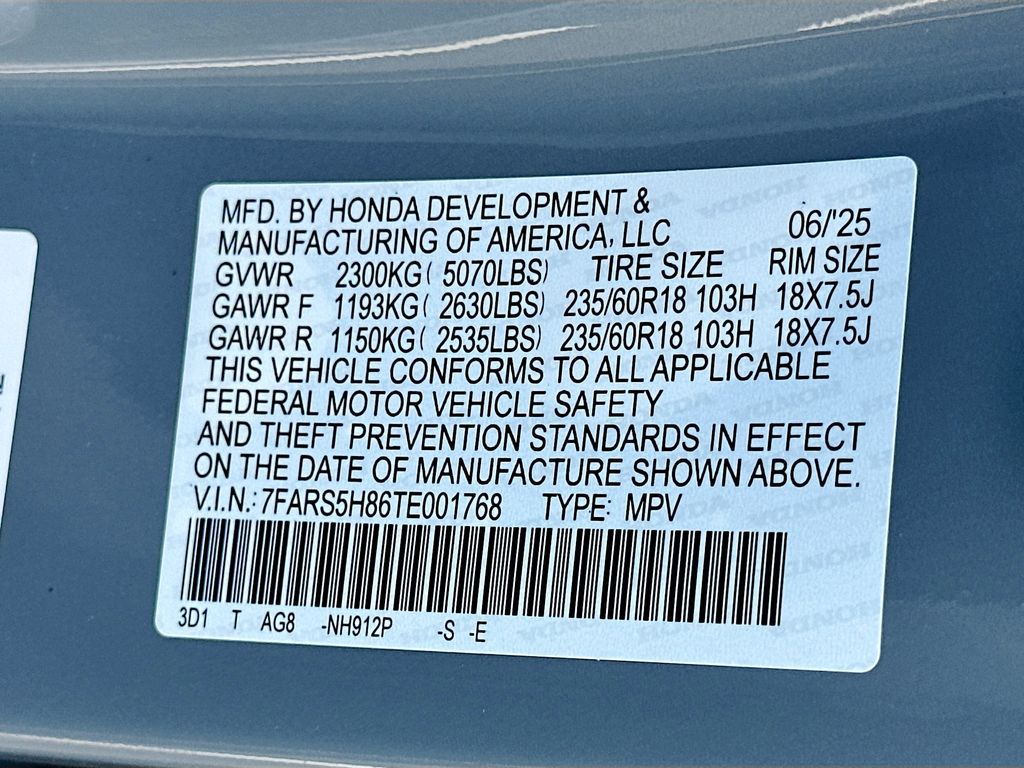 MFD. BY HONDA DEVELOPMENT &
MANUFACTURING OF AMERICA, LLC 06/'25
GVWR 2300KG( 5070LBS) TIRE SIZE RIM SIZE
GAWR F 1193KG( 2630LBS) 235/60R18 103H 18X7.5J
GAWR R 1150KG( 2535LBS) 235/60R18 103H 18X7.5J
THIS VEHICLE CONFORMS TO ALL APPLICABLE
FEDERAL MOTOR VEHICLE SAFETY
AND THEFT PREVENTION STANDARDS IN EFFECT
ON THE DATE OF MANUFACTURE SHOWN ABOVE.
V.I.N.: 7FARS5H86TE001768 TYPE: MPV
3D1 T AG8 -NH912P -S -E